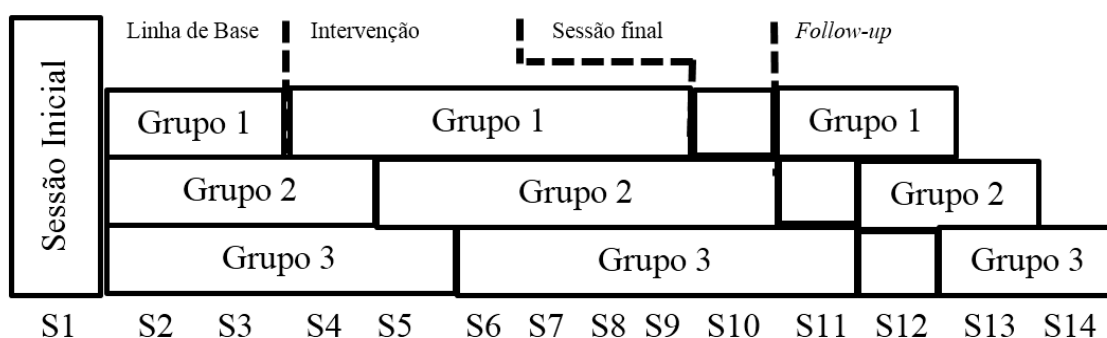 Sessão Inicial
Linha de Base Intervenção Sessão final Follow-up
Grupo 1 Grupo 1 Grupo 1
Grupo 2 Grupo 2 Grupo 2
Grupo 3 Grupo 3 Grupo 3
S1 S2 S3 S4 S5 S6 S7 S8 S9 S10 S11 S12 S13 S14